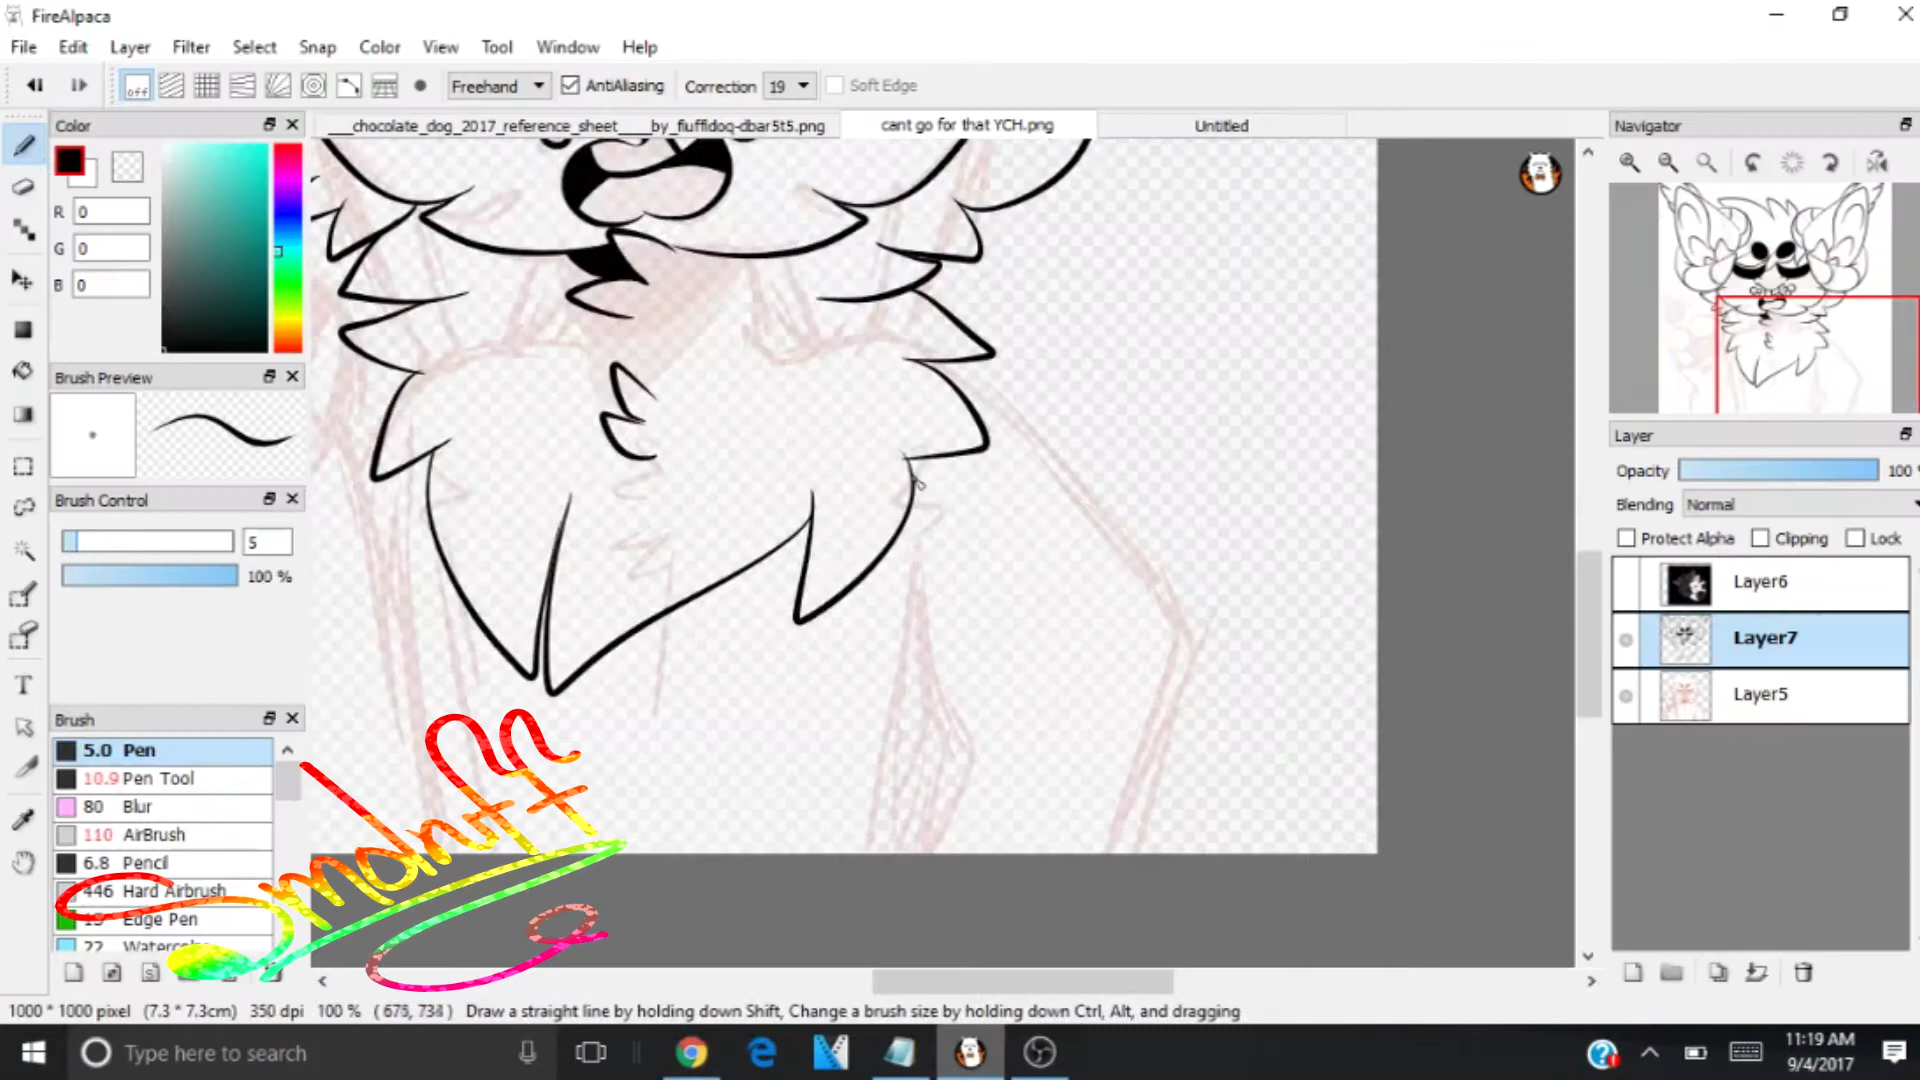 FireAlpaca
File Edit Layer Filter Select Snap Color View Tool Window Help
off Freehand AntiAliasing Correction 19 Soft Edge
Color
___chocolate_dog_2017_reference_sheet____by_fluffidog-dbar5t5.png cant go for that YCH.png Untitled
Navigator
R 0
G 0
B 0
Brush Preview
Brush Control
5
100 %
Brush
5.0 Pen
10.9 Pen Tool
80 Blur
110 AirBrush
6.8 Pencil
446 Hard Airbrush
15 Edge Pen
22 Watercolor
Layer
Opacity 100
Blending Normal
Protect Alpha Clipping Lock
Layer6
Layer7
Layer5
1000 * 1000 pixel (7.3 * 7.3cm) 350 dpi 100 % Draw a straight line by holding down Shift, Change a brush size by holding down Ctrl, Alt, and dragging
Type here to search
11:19 AM
9/4/2017